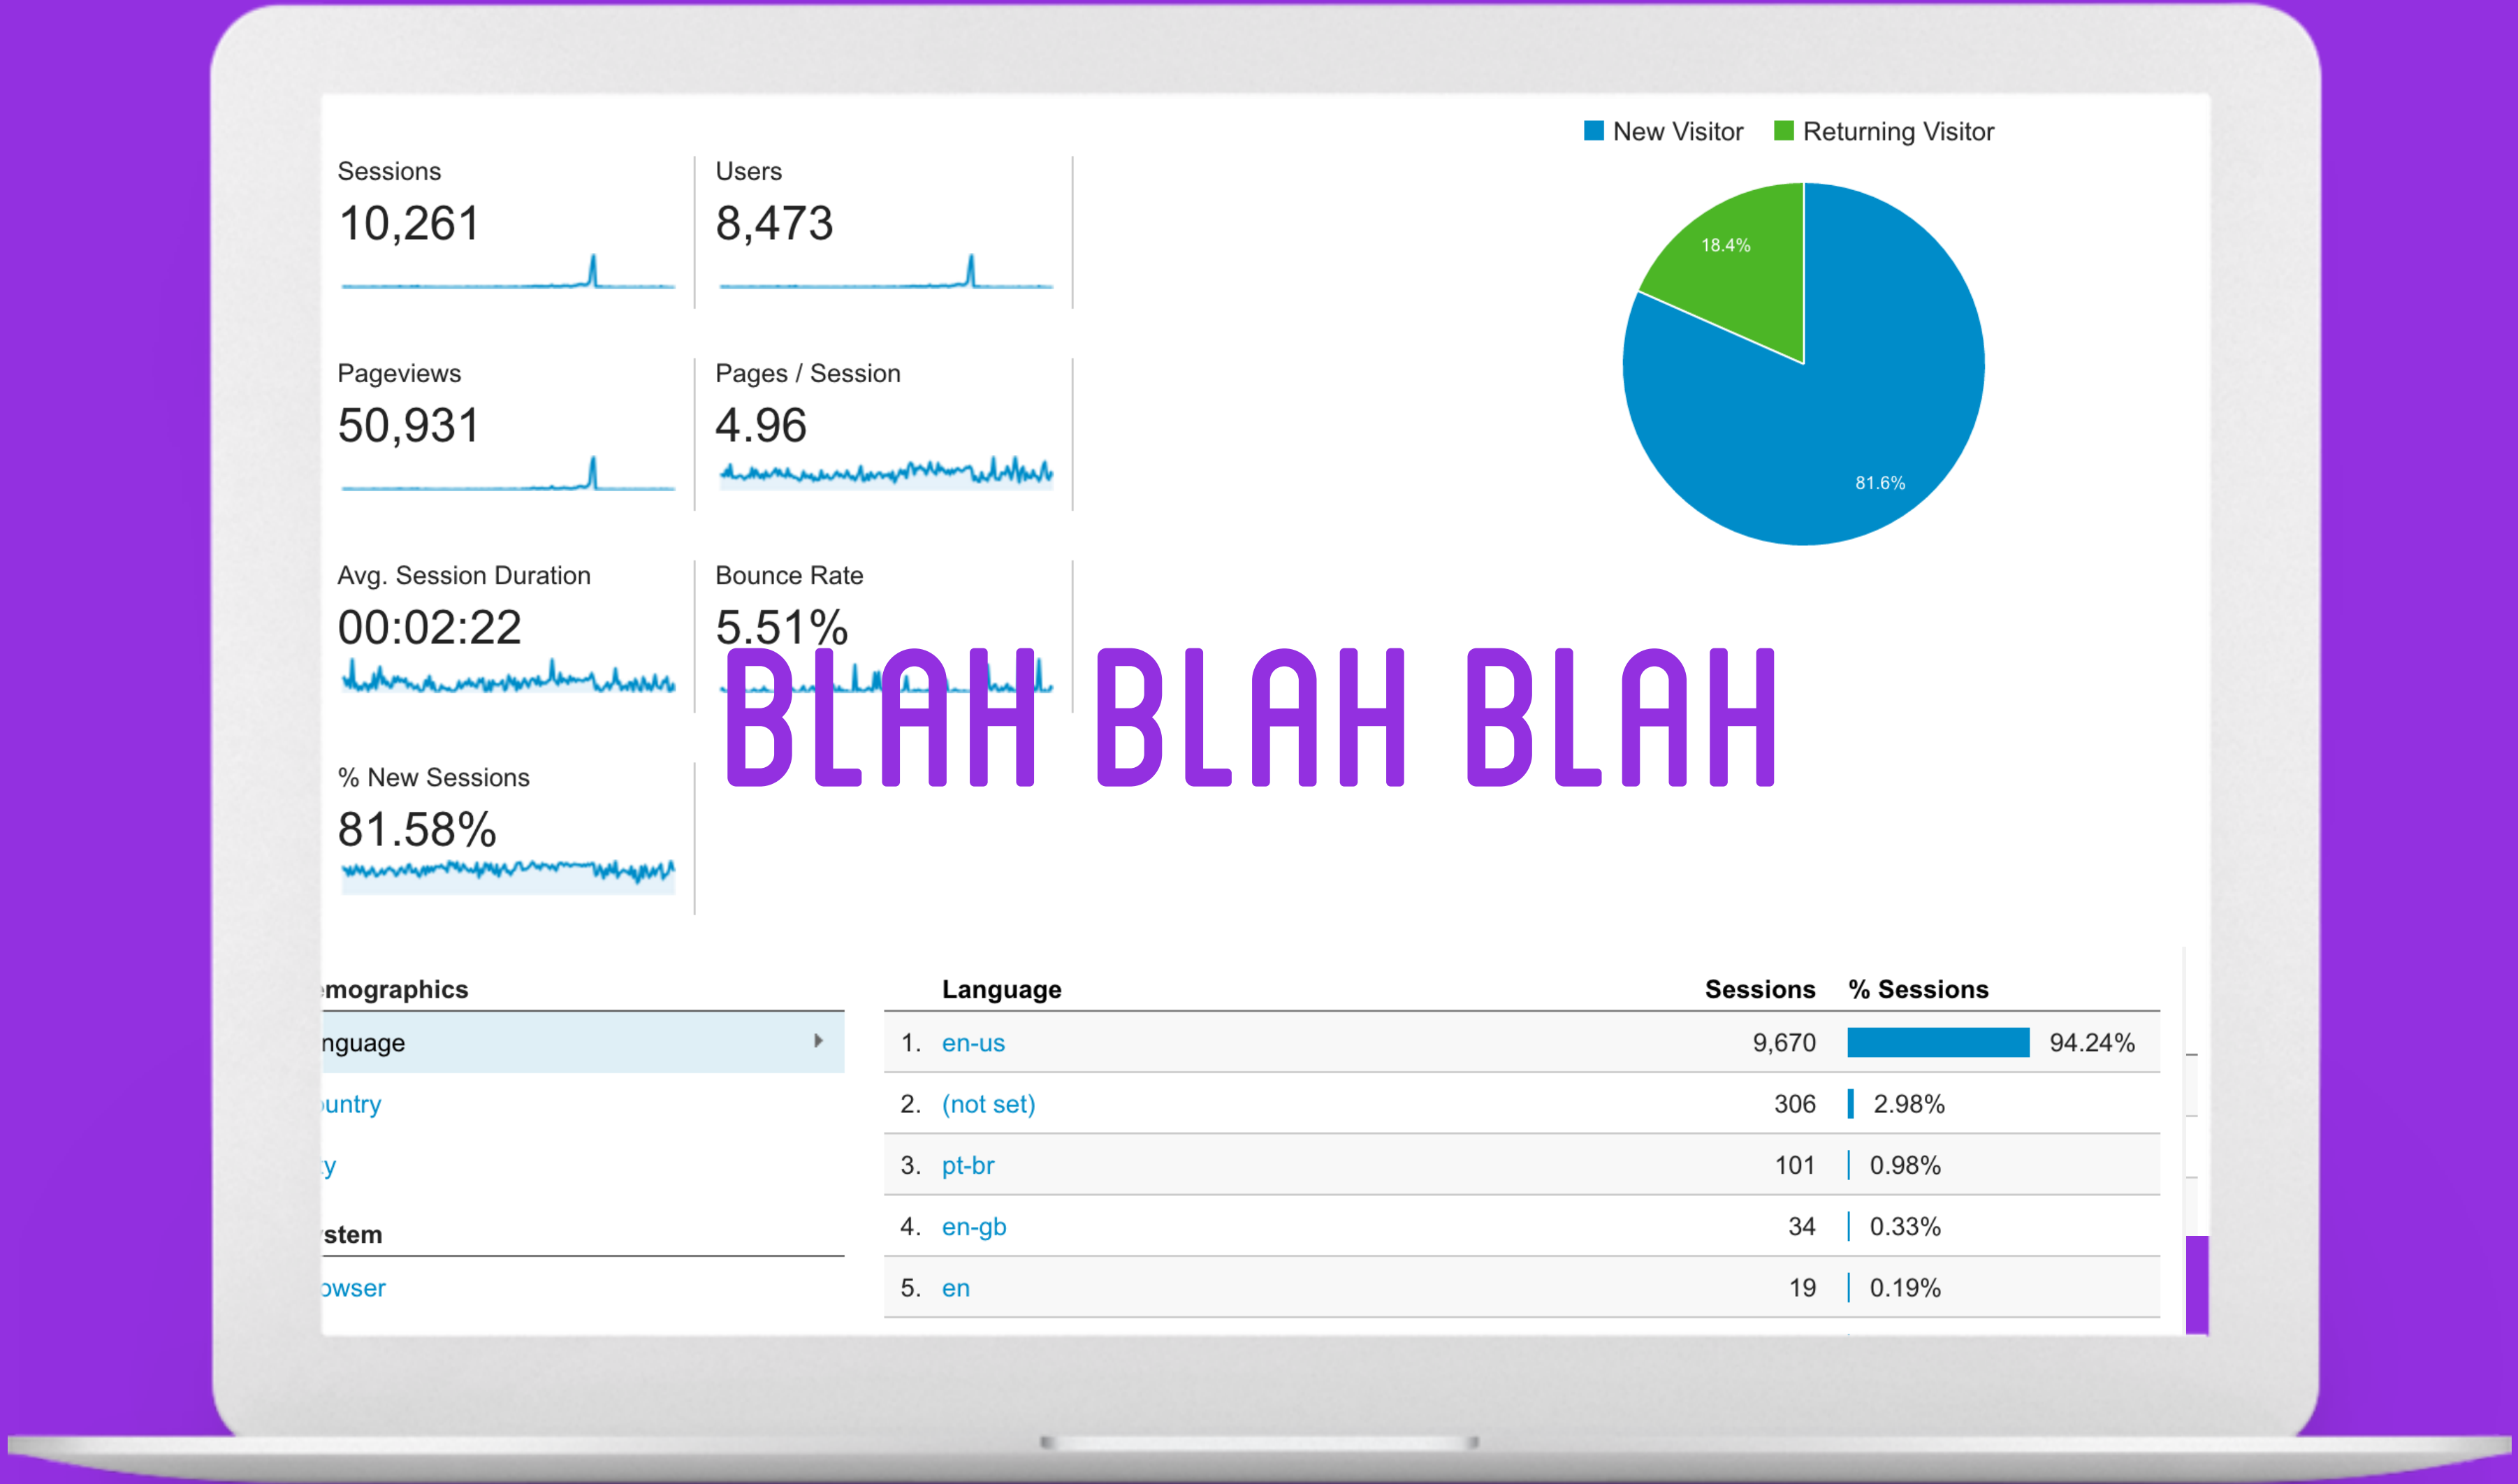 New Visitor Returning Visitor
Sessions
10,261
Users
8,473
18.4%
81.6%
Pageviews
50,931
Pages / Session
4.96
Avg. Session Duration
00:02:22
Bounce Rate
5.51%
BLAH BLAH BLAH
% New Sessions
81.58%
emographics
nguage
ountry
ty
stem
owser
Language Sessions % Sessions
1. en-us 9,670 94.24%
2. (not set) 306 2.98%
3. pt-br 101 0.98%
4. en-gb 34 0.33%
5. en 19 0.19%